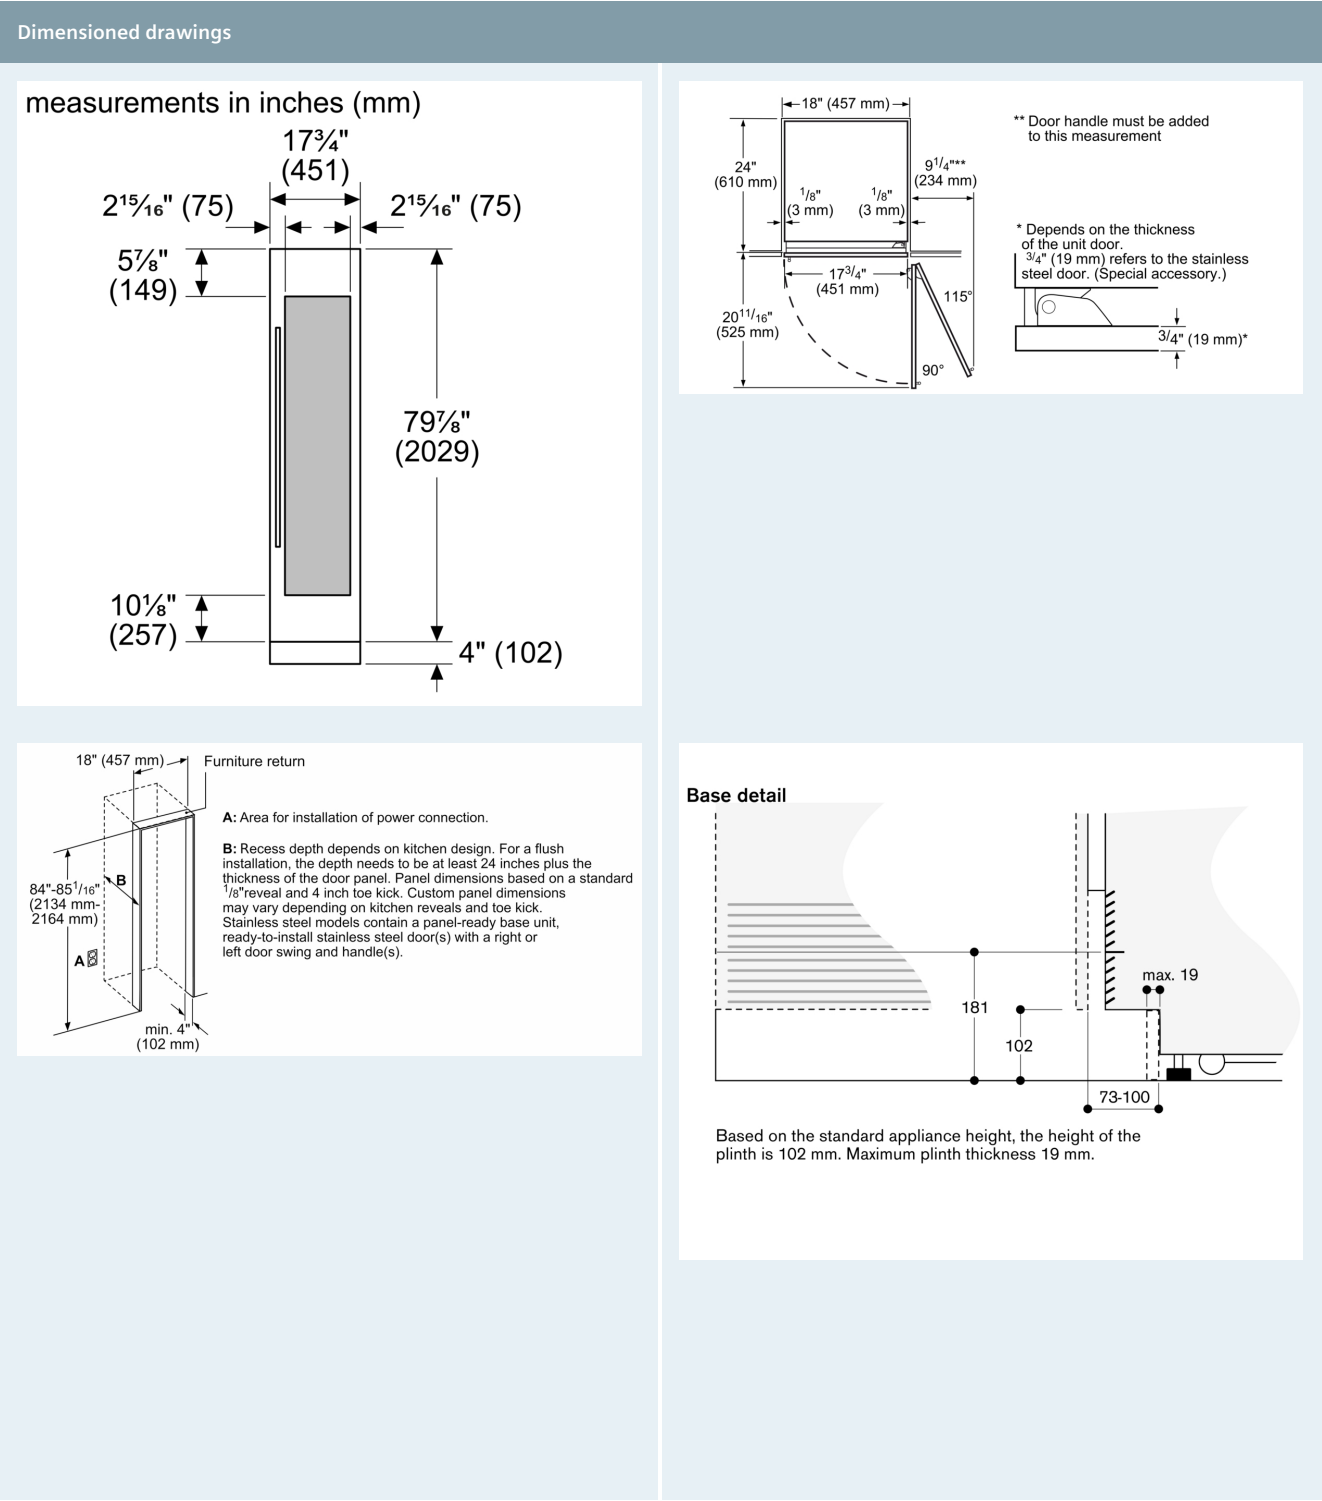 Dimensioned drawings
measurements in inches (mm)
17¾"
(451)
2¹⁵⁄₁₆" (75)
2¹⁵⁄₁₆" (75)
5⅞"
(149)
79⅞"
(2029)
10⅛"
(257)
4" (102)
18" (457 mm)
24"
(610 mm)
9 1/4"**
(234 mm)
1/8"
(3 mm)
1/8"
(3 mm)
17 3/4"
(451 mm)
20 11/16"
(525 mm)
115°
90°
** Door handle must be added
to this measurement
* Depends on the thickness
of the unit door.
3/4" (19 mm) refers to the stainless
steel door. (Special accessory.)
3/4" (19 mm)*
18" (457 mm)
Furniture return
84"-85 1/16"
(2134 mm-
2164 mm)
B
A
min. 4"
(102 mm)
A: Area for installation of power connection.
B: Recess depth depends on kitchen design. For a flush
installation, the depth needs to be at least 24 inches plus the
thickness of the door panel. Panel dimensions based on a standard
1/8"reveal and 4 inch toe kick. Custom panel dimensions
may vary depending on kitchen reveals and toe kick.
Stainless steel models contain a panel-ready base unit,
ready-to-install stainless steel door(s) with a right or
left door swing and handle(s).
Base detail
max. 19
181
102
73-100
Based on the standard appliance height, the height of the
plinth is 102 mm. Maximum plinth thickness 19 mm.